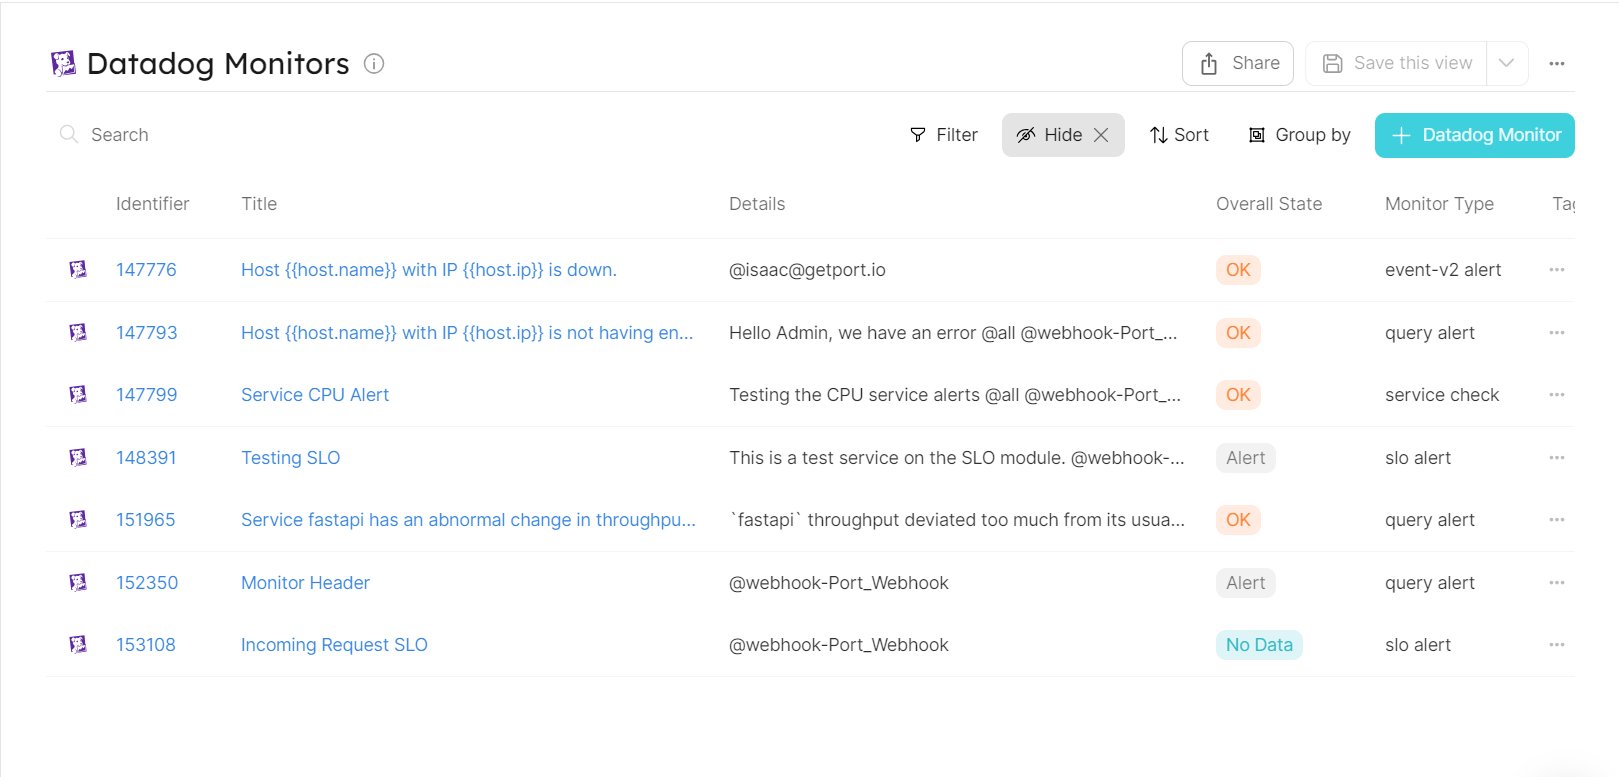 Datadog Monitors
Share
Save this view
Search
Filter
Hide
Sort
Group by
Datadog Monitor
Identifier Title Details Overall State Monitor Type Tag
147776 Host {{host.name}} with IP {{host.ip}} is down. @isaac@getport.io OK event-v2 alert
147793 Host {{host.name}} with IP {{host.ip}} is not having en... Hello Admin, we have an error @all @webhook-Port_... OK query alert
147799 Service CPU Alert Testing the CPU service alerts @all @webhook-Port_... OK service check
148391 Testing SLO This is a test service on the SLO module. @webhook-... Alert slo alert
151965 Service fastapi has an abnormal change in throughpu... `fastapi` throughput deviated too much from its usua... OK query alert
152350 Monitor Header @webhook-Port_Webhook Alert query alert
153108 Incoming Request SLO @webhook-Port_Webhook No Data slo alert